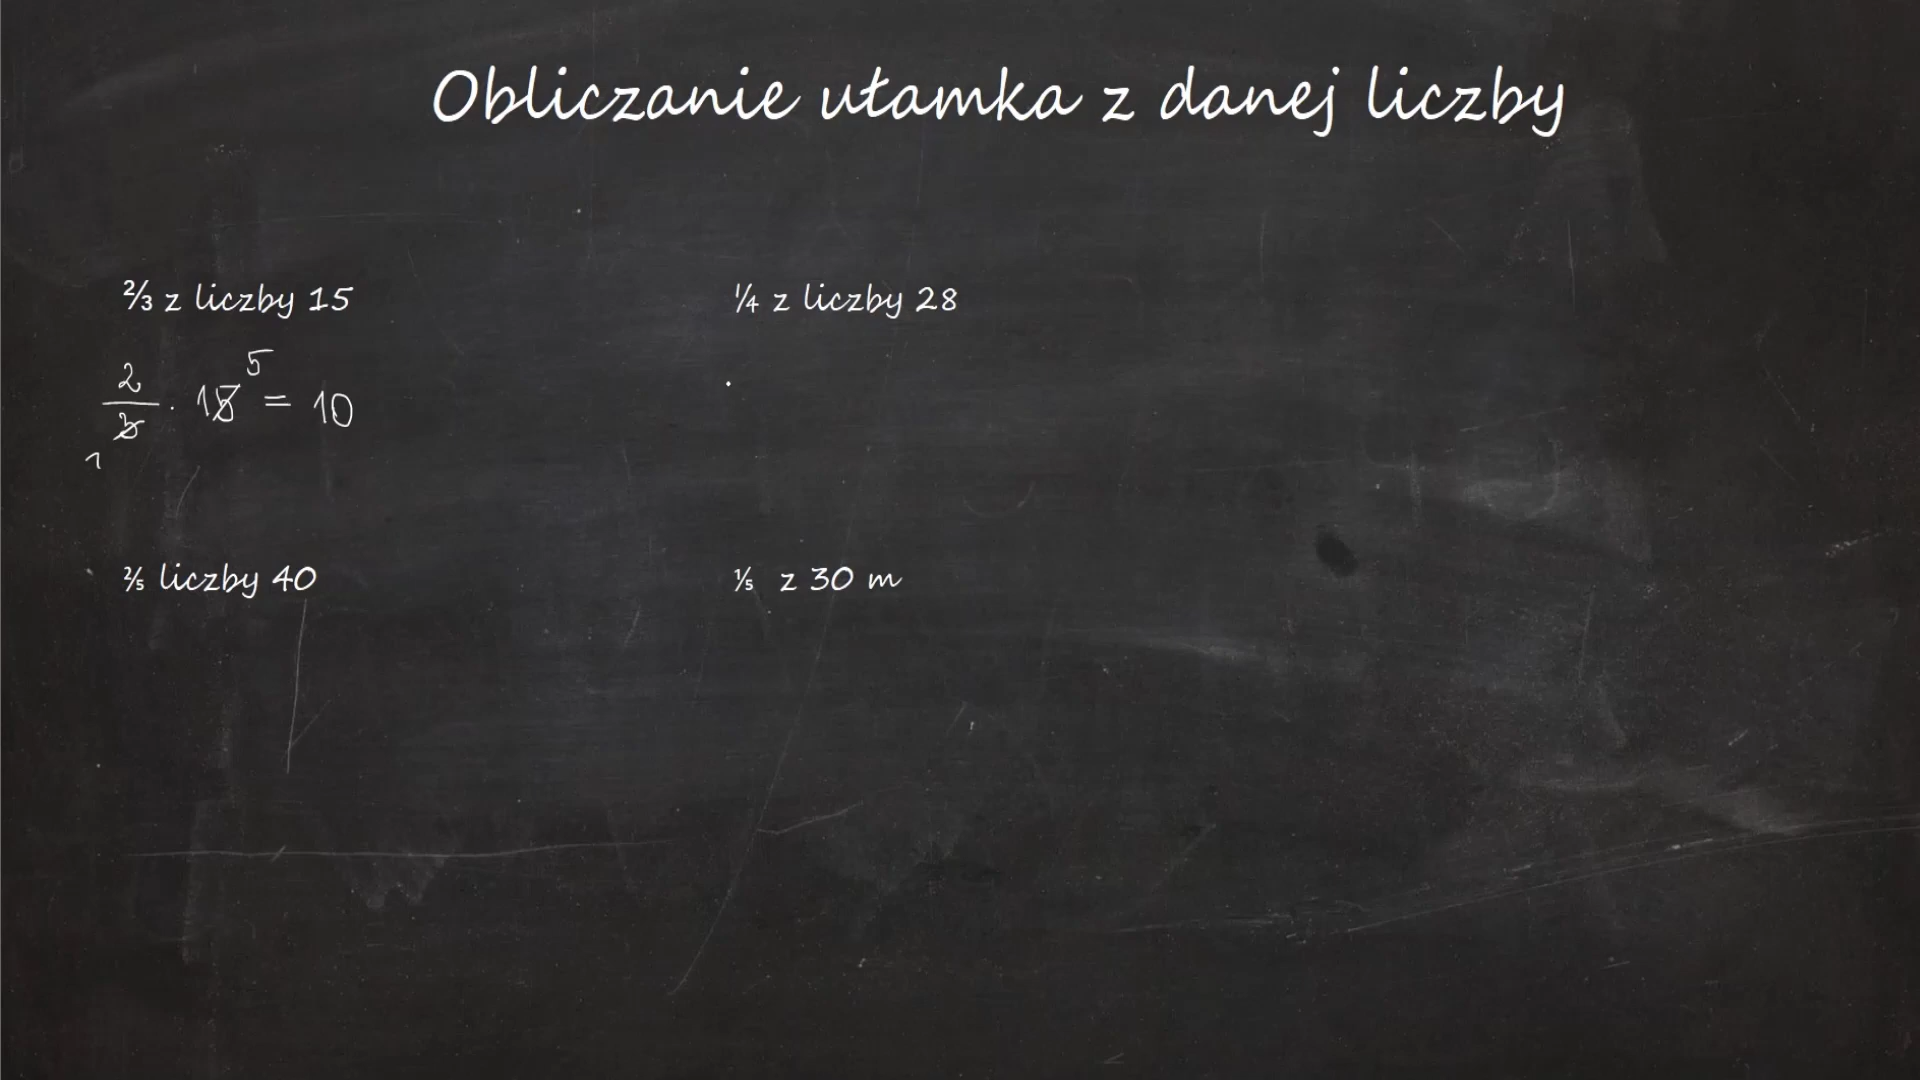 Obliczanie ułamka z danej liczby
⅔ z liczby 15
¼ z liczby 28
2/3 · 15 5 = 10
1
⅖ liczby 40
⅕ z 30 m